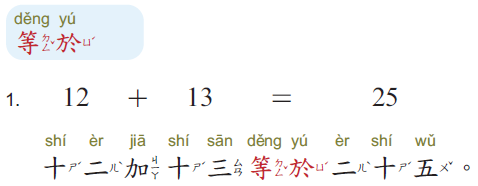 děng yú
等ㄉㄥˇ於ㄩˊ
1. 12 + 13 = 25
shí èr jiā shí sān děng yú èr shí wǔ
十ㄕˊ二ㄦˋ加ㄐㄧㄚ十ㄕˊ三ㄙㄢ等ㄉㄥˇ於ㄩˊ二ㄦˋ十ㄕˊ五ㄨˇ。